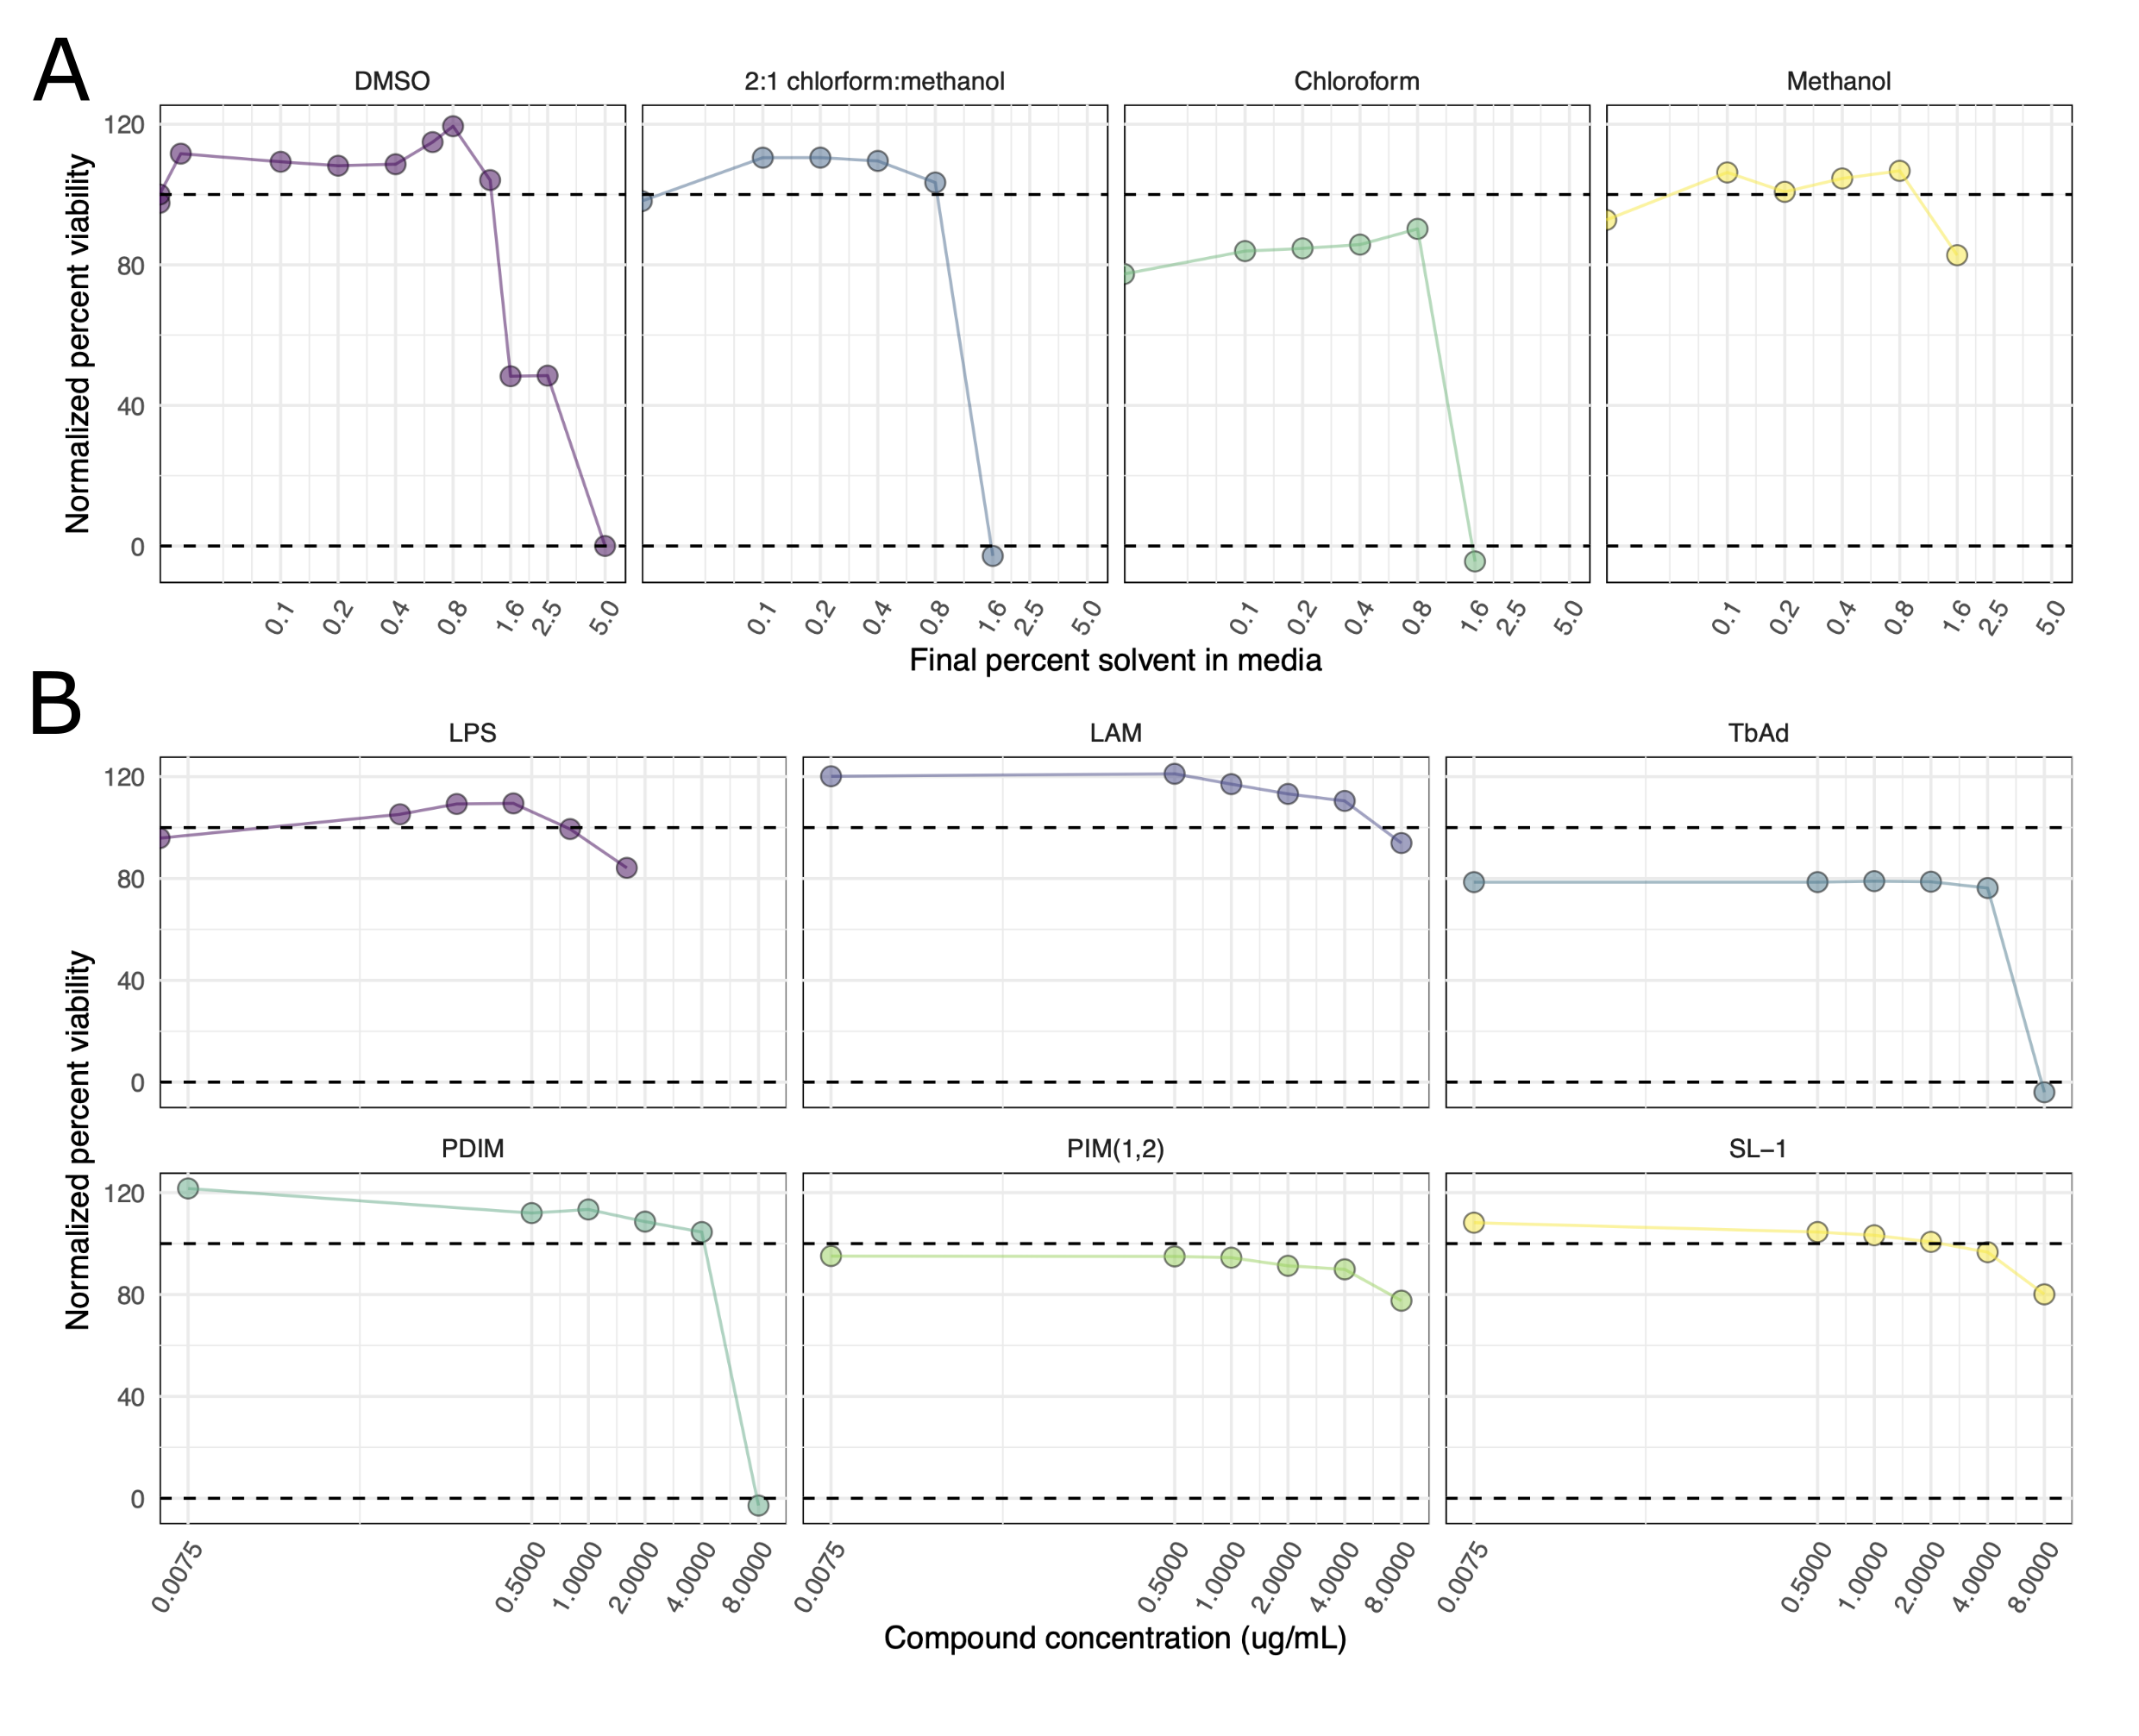 A
DMSO
2:1 chlorform:methanol
Chloroform
Methanol
Normalized percent viability
120
80
40
0
0.1 0.2 0.4 0.8 1.6 2.5 5.0
0.1 0.2 0.4 0.8 1.6 2.5 5.0
0.1 0.2 0.4 0.8 1.6 2.5 5.0
0.1 0.2 0.4 0.8 1.6 2.5 5.0
Final percent solvent in media
B
LPS
LAM
TbAd
Normalized percent viability
120
80
40
0
PDIM
PIM(1,2)
SL−1
120
80
40
0
0.0075 0.5000 1.0000 2.0000 4.0000 8.0000
0.0075 0.5000 1.0000 2.0000 4.0000 8.0000
0.0075 0.5000 1.0000 2.0000 4.0000 8.0000
Compound concentration (ug/mL)